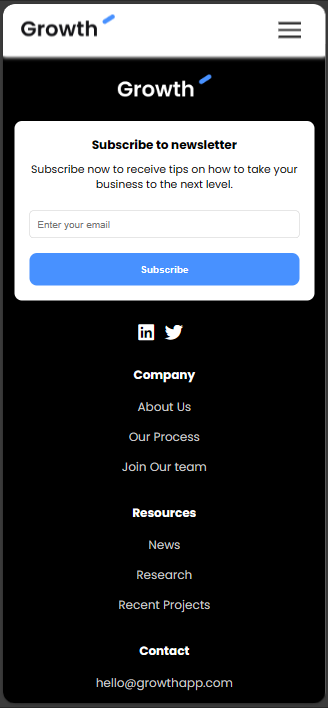 Growth
Growth
Subscribe to newsletter
Subscribe now to receive tips on how to take your
business to the next level.
Enter your email
Subscribe
in
Company
About Us
Our Process
Join Our team
Resources
News
Research
Recent Projects
Contact
hello@growthapp.com